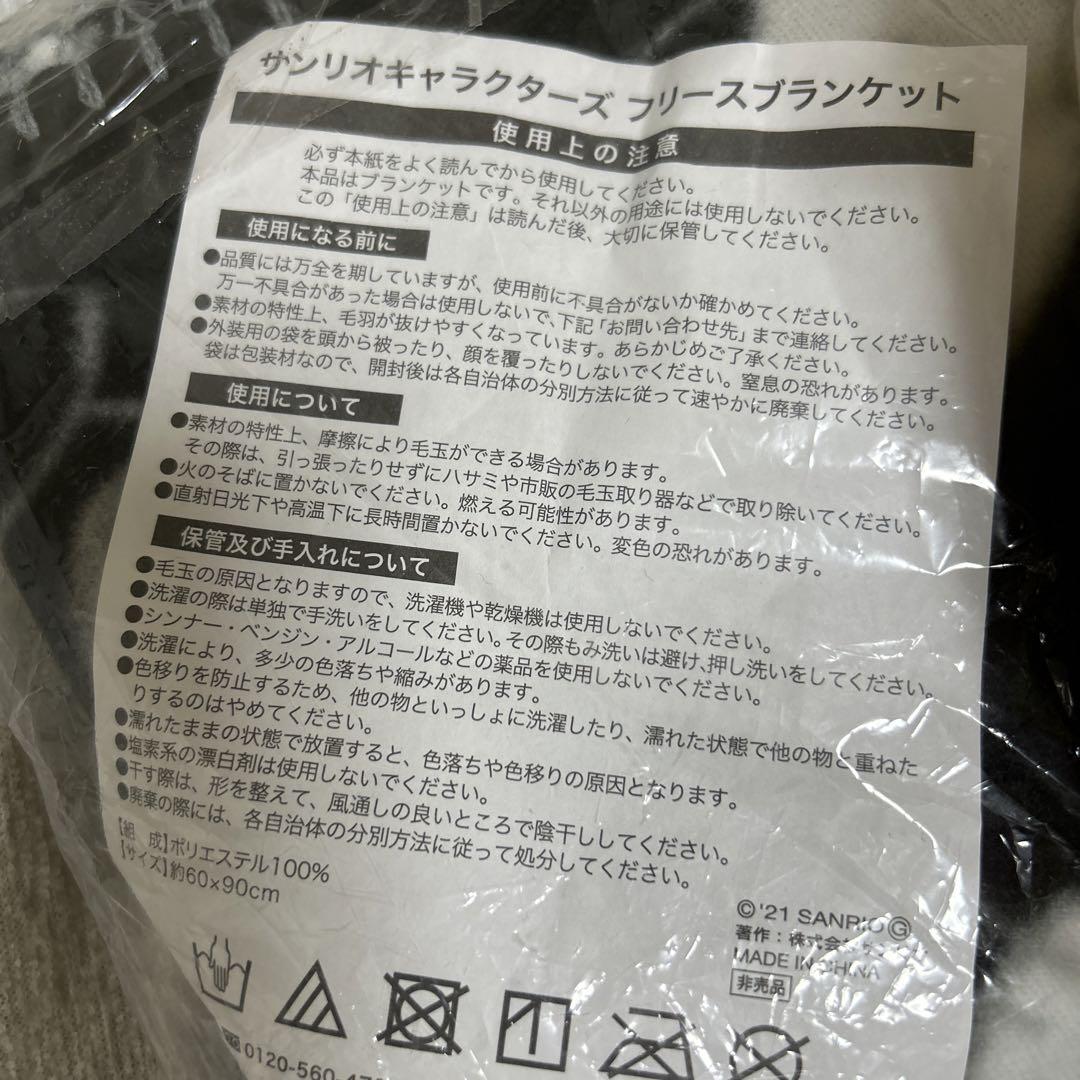 サンリオキャラクターズ フリースブランケット
使用上の注意
必ず本紙をよく読んでから使用してください。
本品はブランケットです。それ以外の用途には使用しないでください。
この「使用上の注意」は読んだ後、大切に保管してください。
使用になる前に
●品質には万全を期していますが、使用前に不具合がないか確かめてください。
万一不具合があった場合は使用しないで、下記「お問い合わせ先」まで連絡してください。
●素材の特性上、毛羽が抜けやすくなっています。あらかじめご了承ください。
●外装用の袋を頭から被ったり、顔を覆ったりしないでください。窒息の恐れがあります。
袋は包装材なので、開封後は各自治体の分別方法に従って速やかに廃棄してください。
使用について
●素材の特性上、摩擦により毛玉ができる場合があります。
その際は、引っ張ったりせずにハサミや市販の毛玉取り器などで取り除いてください。
●火のそばに置かないでください。燃える可能性があります。
●直射日光下や高温下に長時間置かないでください。変色の恐れがあります。
保管及び手入れについて
●毛玉の原因となりますので、洗濯機や乾燥機は使用しないでください。
●洗濯の際は単独で手洗いをしてください。その際もみ洗いは避け、押し洗いをしてください。
●シンナー・ベンジン・アルコールなどの薬品を使用しないでください。
●洗濯により、多少の色落ちや縮みがあります。
●色移りを防止するため、他の物といっしょに洗濯したり、濡れた状態で他の物と重ねた
りするのはやめてください。
●濡れたままの状態で放置すると、色落ちや色移りの原因となります。
●塩素系の漂白剤は使用しないでください。
●干す際は、形を整えて、風通しの良いところで陰干ししてください。
●廃棄の際には、各自治体の分別方法に従って処分してください。
【組 成】ポリエステル100%
【サイズ】約60×90cm
© '21 SANRIO Ⓖ
著作:株式会社サンリオ
MADE IN CHINA
非売品
0120-560-4